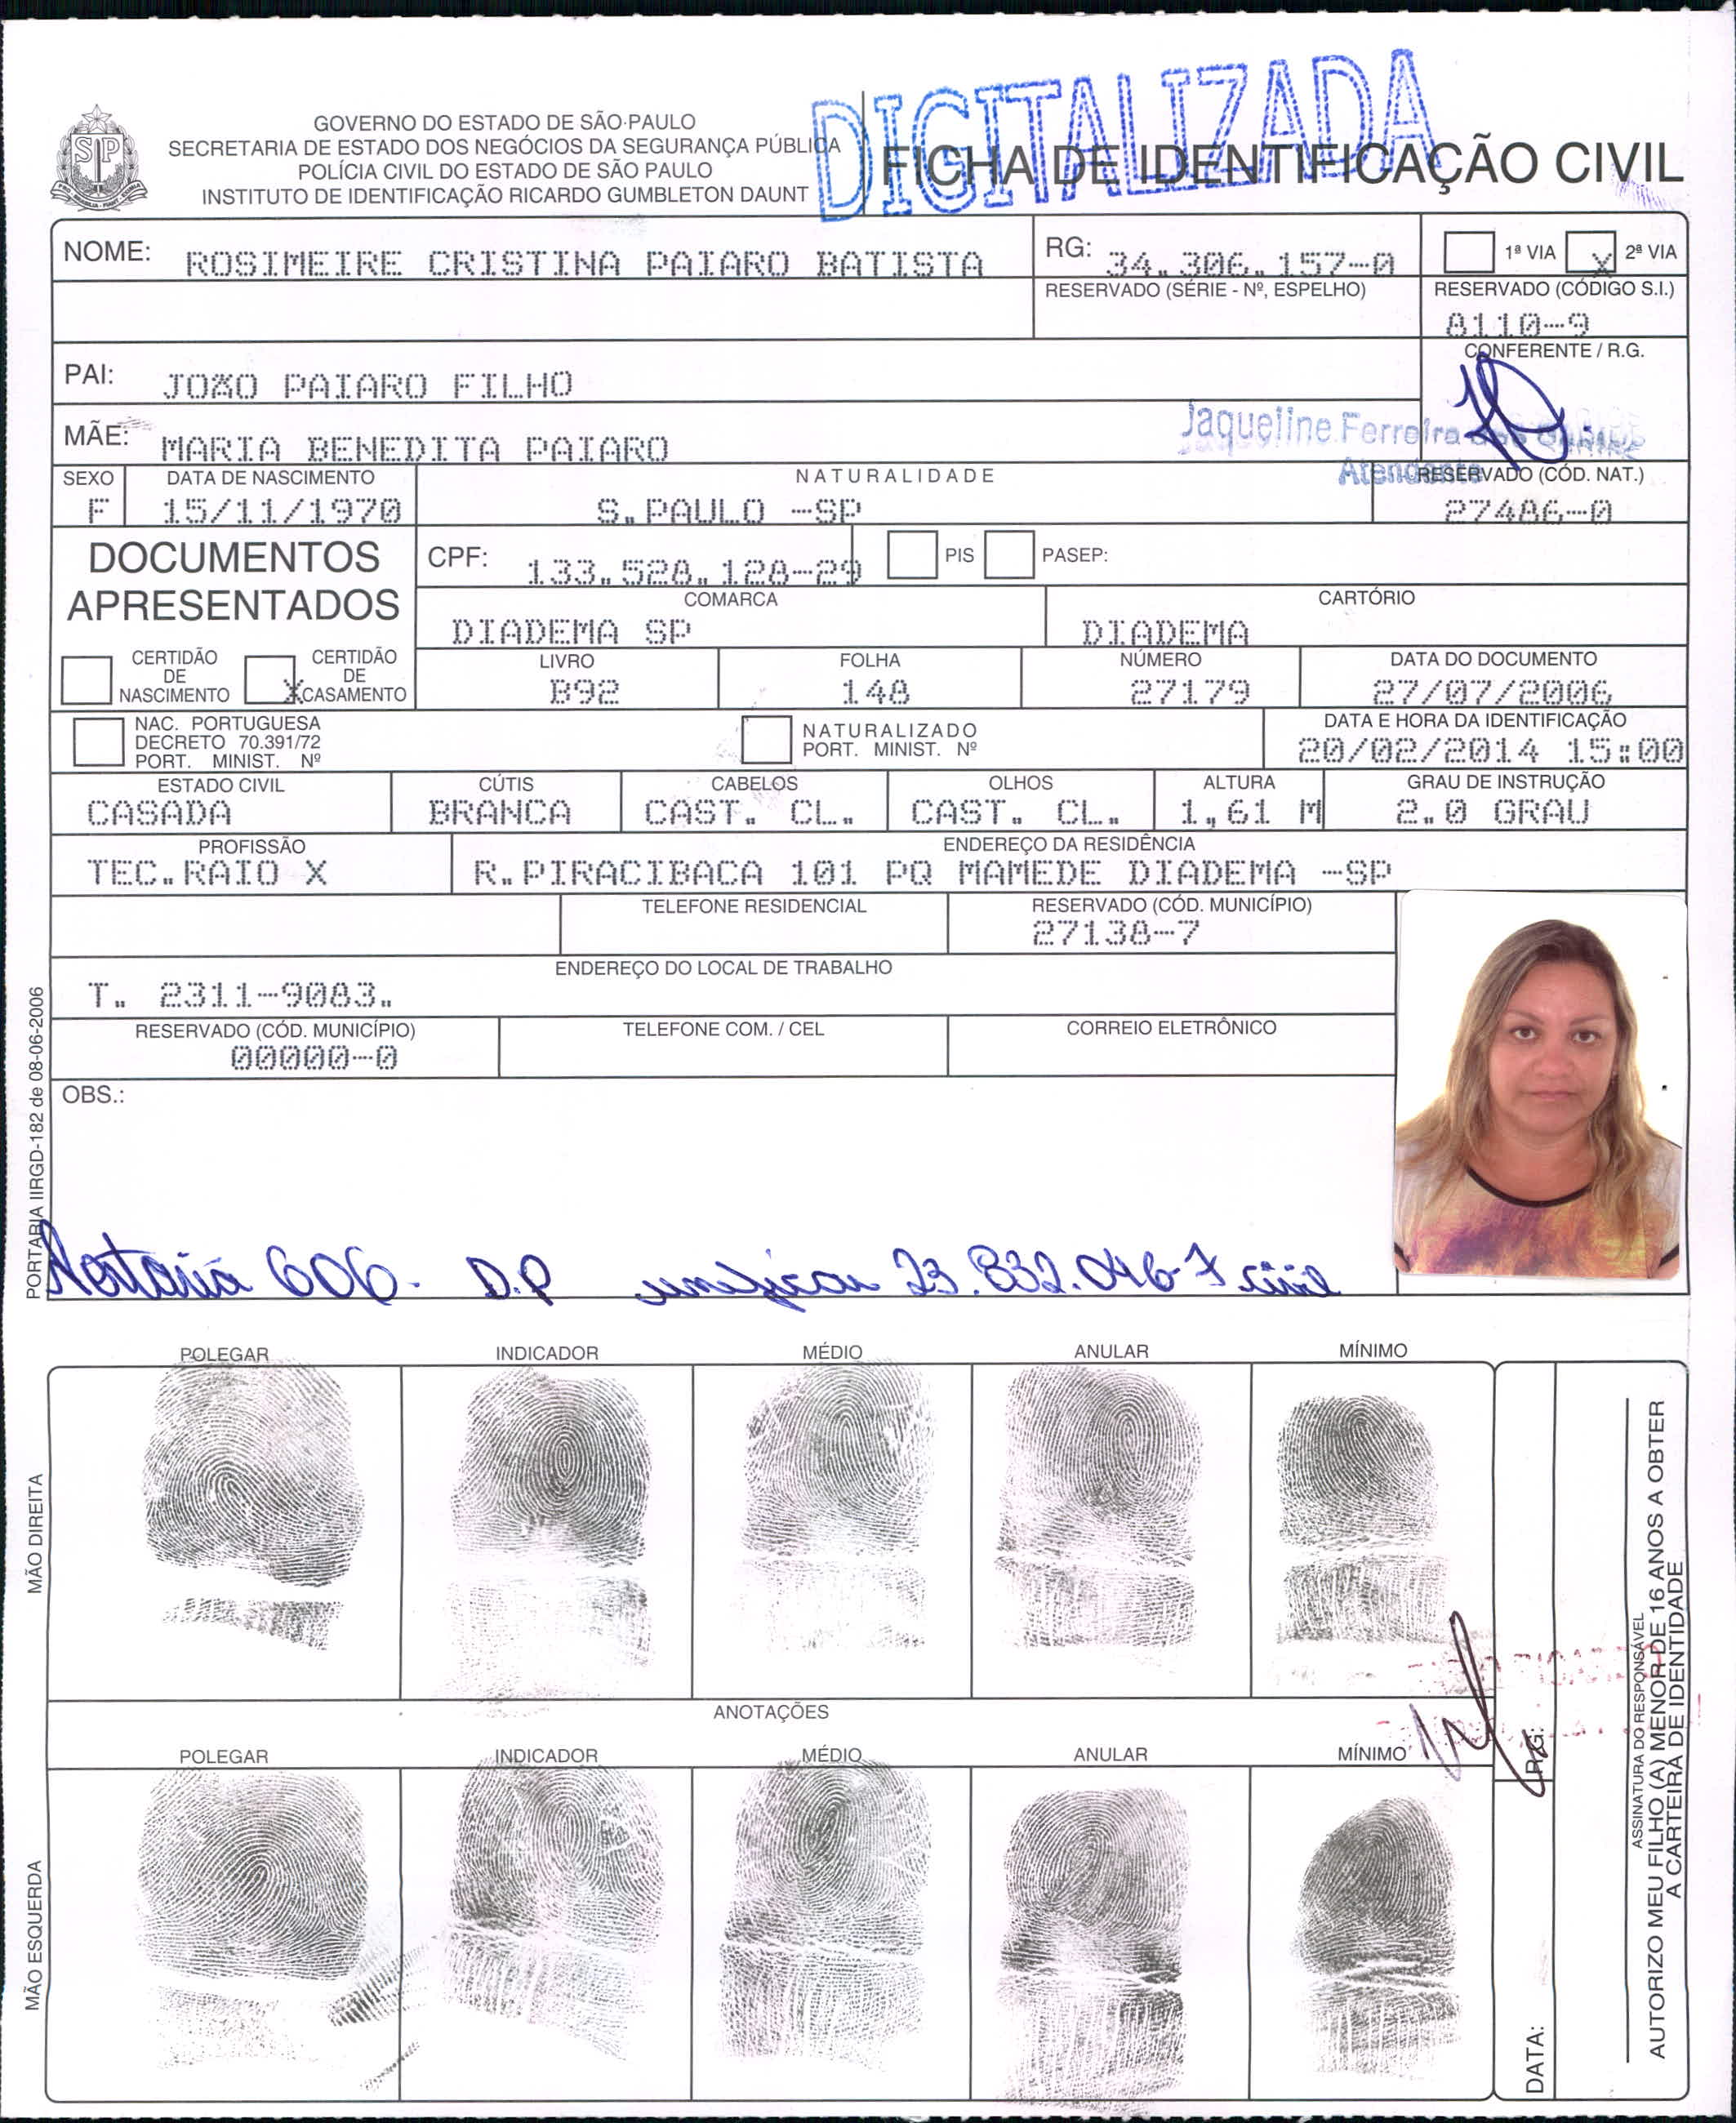 DIGITALIZADA
GOVERNO DO ESTADO DE SÃO PAULO
SECRETARIA DE ESTADO DOS NEGÓCIOS DA SEGURANÇA PÚBLICA
POLÍCIA CIVIL DO ESTADO DE SÃO PAULO
INSTITUTO DE IDENTIFICAÇÃO RICARDO GUMBLETON DAUNT
FICHA DE IDENTIFICAÇÃO CIVIL
NOME: ROSIMEIRE CRISTINA PAIARO BATISTA
RG: 34.306.157-0
1ª VIA X 2ª VIA
RESERVADO (SÉRIE - Nº, ESPELHO)
RESERVADO (CÓDIGO S.I.)
8110-9
CONFERENTE / R.G.
PAI: JOÃO PAIARO FILHO
MÃE: MARIA BENEDITA PAIARO
Jaqueline Ferreira dos Santos
Atendente
SEXO DATA DE NASCIMENTO NATURALIDADE RESERVADO (CÓD. NAT.)
F 15/11/1970 S.PAULO -SP 27486-0
DOCUMENTOS
APRESENTADOS
CPF: 133.528.128-29 PIS PASEP:
COMARCA CARTÓRIO
DIADEMA SP DIADEMA
CERTIDÃO
DE
NASCIMENTO
X CERTIDÃO
DE
CASAMENTO
LIVRO FOLHA NÚMERO DATA DO DOCUMENTO
B92 148 27179 27/07/2006
NAC. PORTUGUESA
DECRETO 70.391/72
PORT. MINIST. Nº
NATURALIZADO
PORT. MINIST. Nº
DATA E HORA DA IDENTIFICAÇÃO
20/02/2014 15:00
ESTADO CIVIL CÚTIS CABELOS OLHOS ALTURA GRAU DE INSTRUÇÃO
CASADA BRANCA CAST. CL. CAST. CL. 1,61 M 2.0 GRAU
PROFISSÃO ENDEREÇO DA RESIDÊNCIA
TEC.RAIO X R.PIRACIBACA 101 PQ MAMEDE DIADEMA -SP
TELEFONE RESIDENCIAL RESERVADO (CÓD. MUNICÍPIO)
27138-7
ENDEREÇO DO LOCAL DE TRABALHO
T. 2311-9083.
RESERVADO (CÓD. MUNICÍPIO) TELEFONE COM. / CEL CORREIO ELETRÔNICO
00000-0
OBS.:
606. D.P unificar 23.832.046-7 civil
PORTARIA IIRGD-182 de 08-06-2006
POLEGAR INDICADOR MÉDIO ANULAR MÍNIMO
MÃO DIREITA
ANOTAÇÕES
POLEGAR INDICADOR MÉDIO ANULAR MÍNIMO
MÃO ESQUERDA
R.G:
DATA:
ASSINATURA DO RESPONSÁVEL
AUTORIZO MEU FILHO (A) MENOR DE 16 ANOS A OBTER
A CARTEIRA DE IDENTIDADE